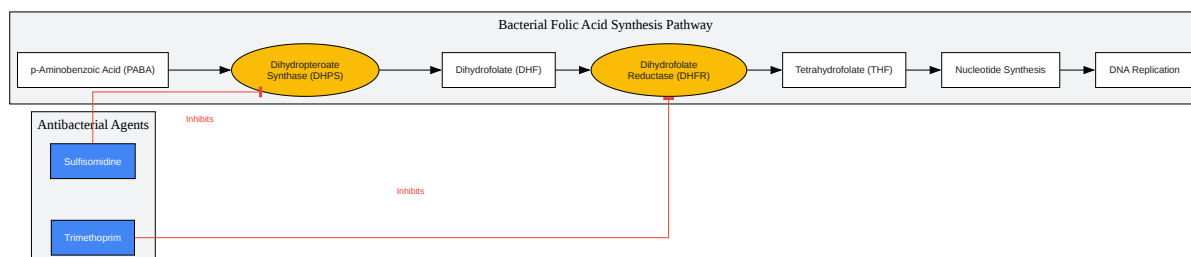 Bacterial Folic Acid Synthesis Pathway
p-Aminobenzoic Acid (PABA)
Dihydropteroate
Synthase (DHPS)
Dihydrofolate (DHF)
Dihydrofolate
Reductase (DHFR)
Tetrahydrofolate (THF)
Nucleotide Synthesis
DNA Replication
Antibacterial Agents
Inhibits
Sulfisomidine
Inhibits
Trimethoprim